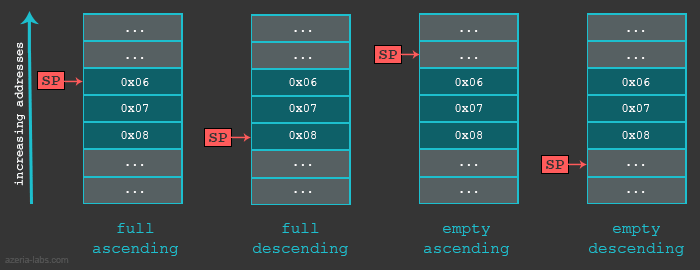 increasing addresses
...
...
SP
0x06
0x07
0x08
...
...
full
ascending
...
...
0x06
0x07
SP
0x08
...
...
full
descending
...
SP
...
0x06
0x07
0x08
...
...
empty
ascending
...
...
0x06
0x07
0x08
SP
...
...
empty
descending
azeria-labs.com